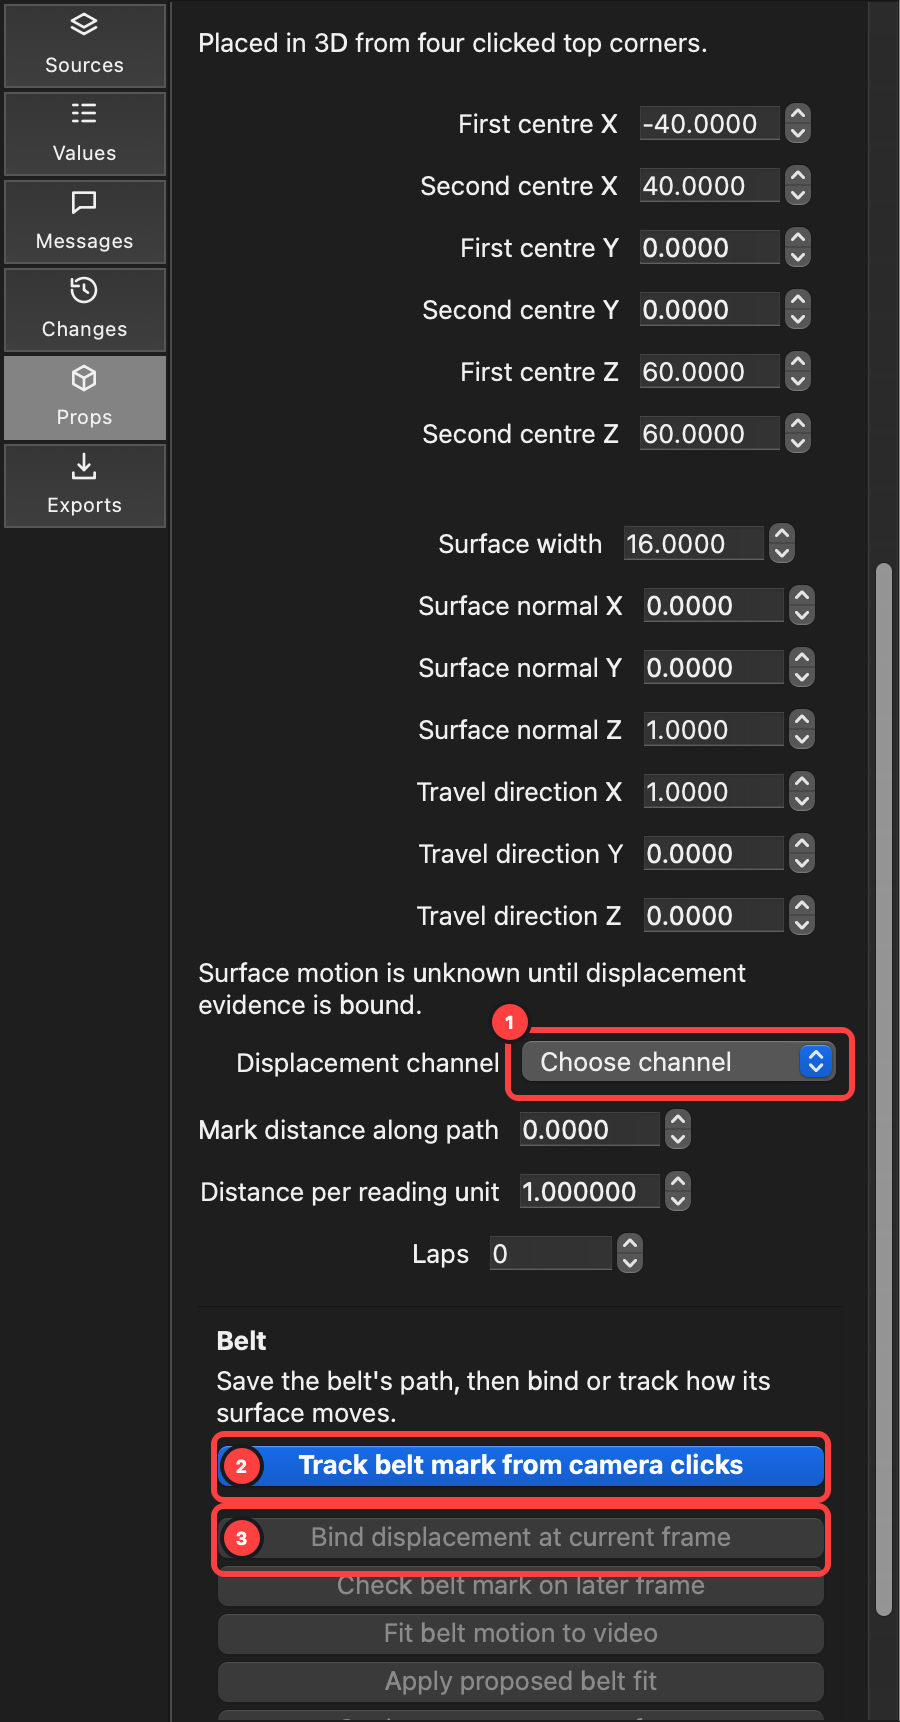 Sources
Values
Messages
Changes
Props
Exports
Placed in 3D from four clicked top corners.
First centre X -40.0000
Second centre X 40.0000
First centre Y 0.0000
Second centre Y 0.0000
First centre Z 60.0000
Second centre Z 60.0000
Surface width 16.0000
Surface normal X 0.0000
Surface normal Y 0.0000
Surface normal Z 1.0000
Travel direction X 1.0000
Travel direction Y 0.0000
Travel direction Z 0.0000
Surface motion is unknown until displacement
evidence is bound.
1
Displacement channel Choose channel
Mark distance along path 0.0000
Distance per reading unit 1.000000
Laps 0
Belt
Save the belt's path, then bind or track how its
surface moves.
2 Track belt mark from camera clicks
3 Bind displacement at current frame
Check belt mark on later frame
Fit belt motion to video
Apply proposed belt fit